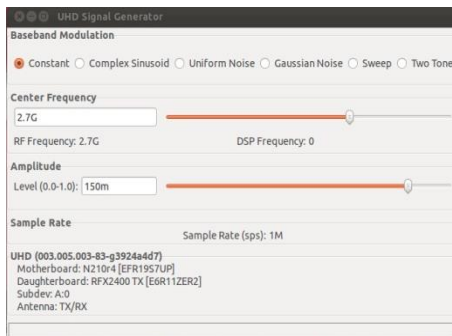 UHD Signal Generator
Baseband Modulation
Constant Complex Sinusoid Uniform Noise Gaussian Noise Sweep Two Tone
Center Frequency
2.7G
RF Frequency: 2.7G DSP Frequency: 0
Amplitude
Level (0.0-1.0): 150m
Sample Rate
Sample Rate (sps): 1M
UHD (003.005.003-83-g3924a4d7)
Motherboard: N210r4 [EFR19S7UP]
Daughterboard: RFX2400 TX [E6R11ZER2]
Subdev: A:0
Antenna: TX/RX